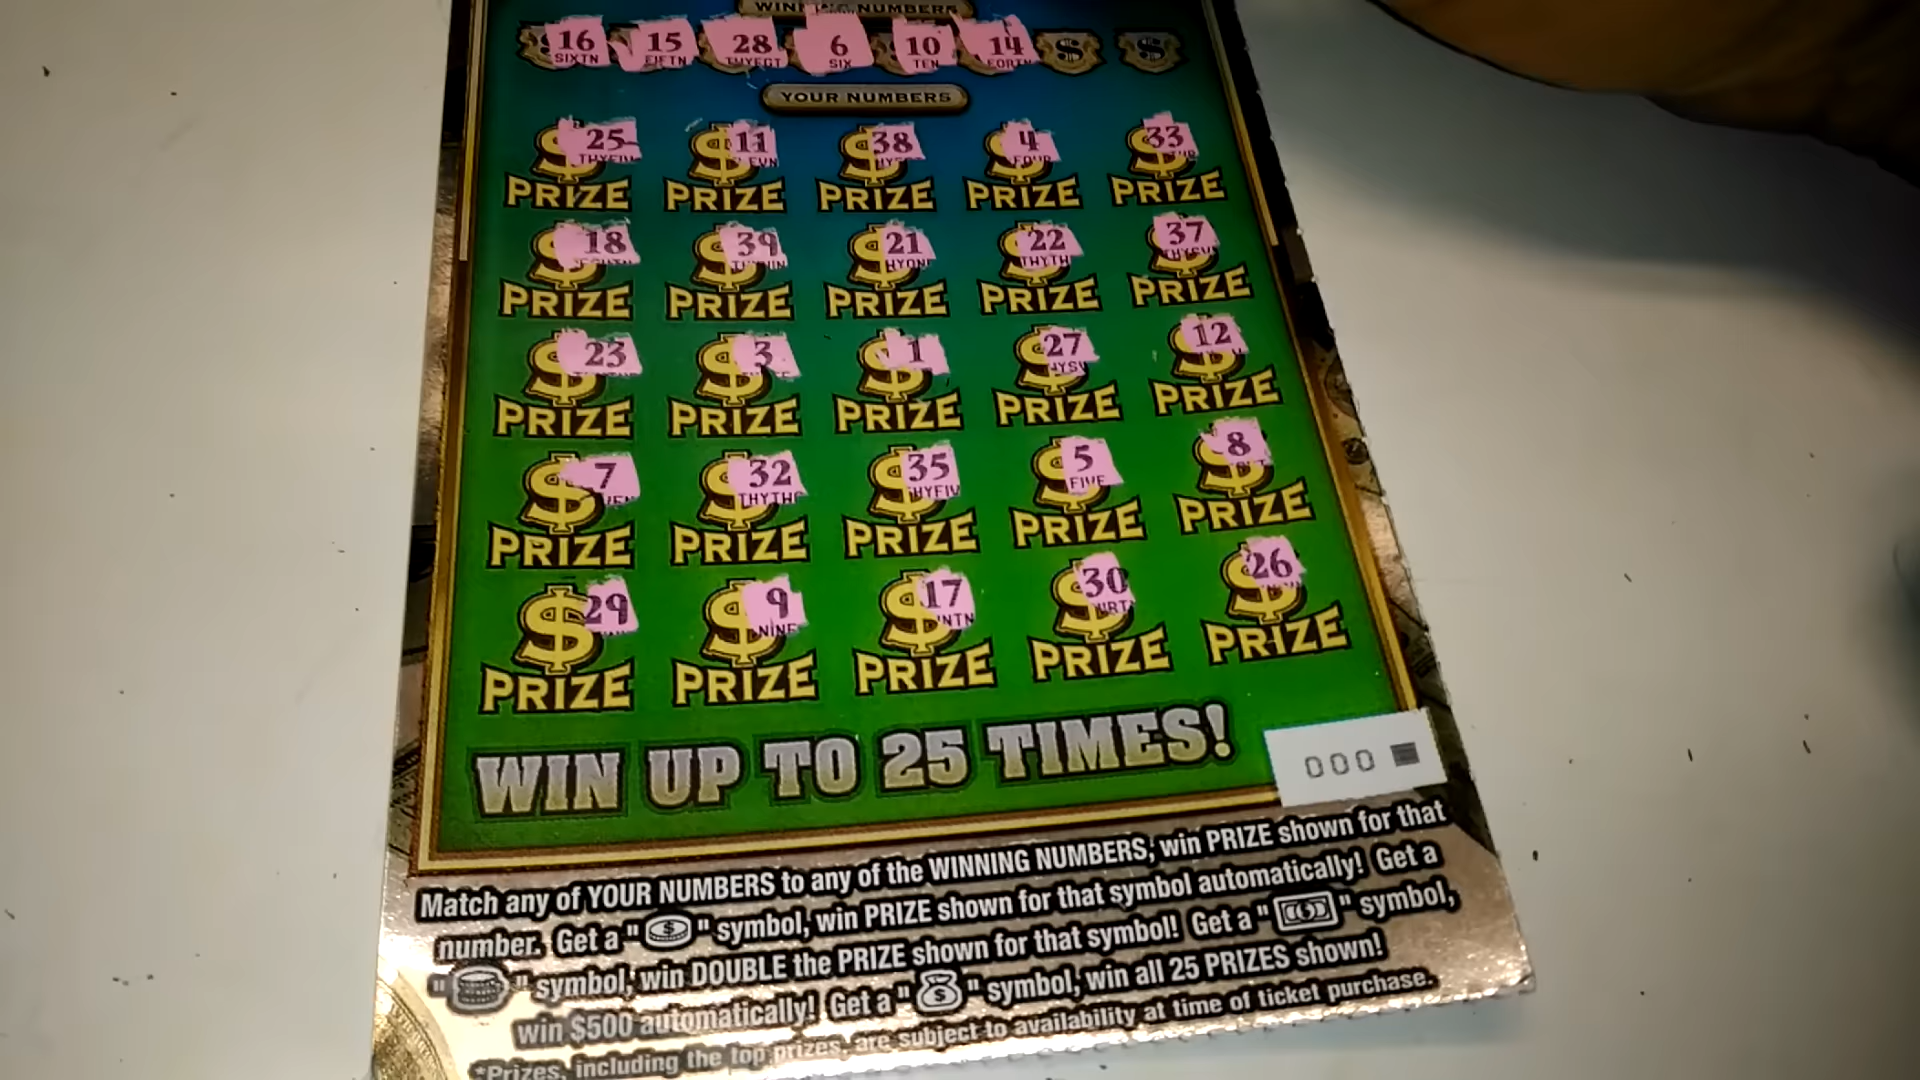 WINNING NUMBERS
16 15 28 6 10 14
SIXTN FIFTN TWYEGT SIX TEN FORTN
YOUR NUMBERS
25 11 38 4 33
PRIZE PRIZE PRIZE PRIZE PRIZE
18 39 21 22 37
THYTH
PRIZE PRIZE PRIZE PRIZE PRIZE
23 3 1 27 12
PRIZE PRIZE PRIZE PRIZE PRIZE
7 32 35 5 8
FIVE
PRIZE PRIZE PRIZE PRIZE PRIZE
29 9 17 30 26
NINE
PRIZE PRIZE PRIZE PRIZE PRIZE
WIN UP TO 25 TIMES!
000
Match any of YOUR NUMBERS to any of the WINNING NUMBERS, win PRIZE shown for that
number. Get a " " symbol, win PRIZE shown for that symbol automatically! Get a
" " symbol, win DOUBLE the PRIZE shown for that symbol! Get a " " symbol,
win $500 automatically! Get a " " symbol, win all 25 PRIZES shown!
*Prizes, including the top prizes, are subject to availability at time of ticket purchase.